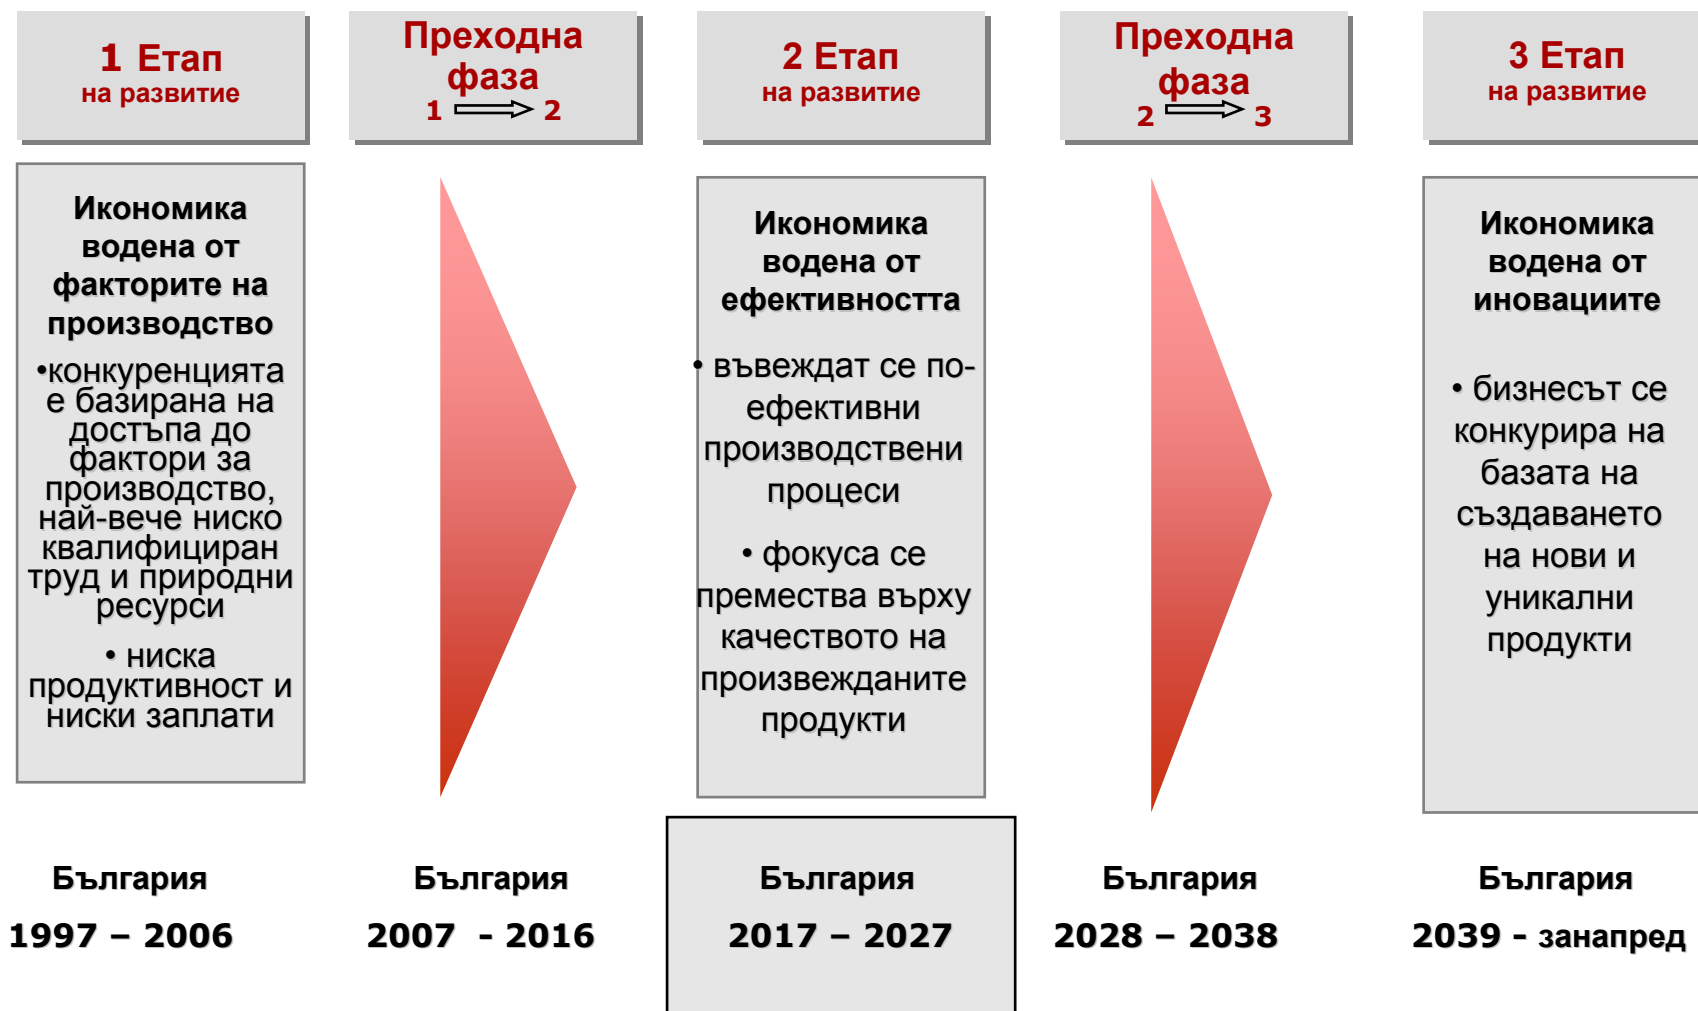 1 Етап
на развитие
Преходна
фаза
1 2
2 Етап
на развитие
Преходна
фаза
2 3
3 Етап
на развитие
Икономика
водена от
факторите на
производство
•конкуренцията
е базирана на
достъпа до
фактори за
производство,
най-вече ниско
квалифициран
труд и природни
ресурси
• ниска
продуктивност и
ниски заплати
Икономика
водена от
ефективността
• въвеждат се по-
ефективни
производствени
процеси
• фокуса се
премества върху
качеството на
произвежданите
продукти
Икономика
водена от
иновациите
• бизнесът се
конкурира на
базата на
създаването
на нови и
уникални
продукти
България
1997 – 2006
България
2007 - 2016
България
2017 – 2027
България
2028 – 2038
България
2039 - занапред